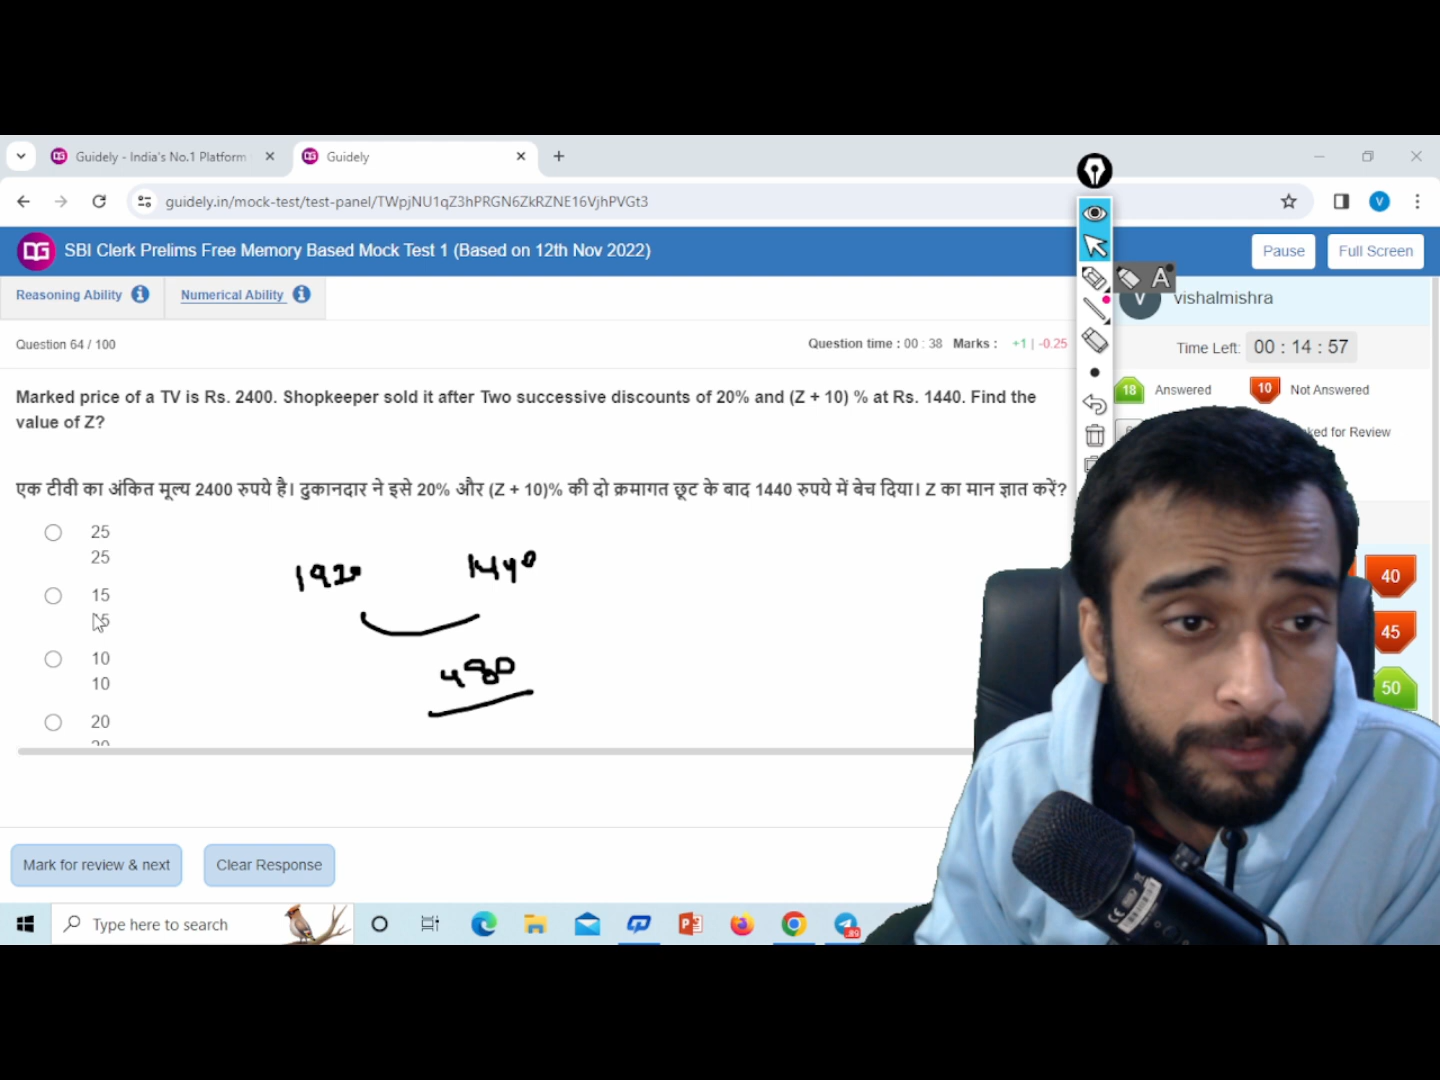 Guidely - India's No.1 Platform
Guidely
guidely.in/mock-test/test-panel/TWpjNU1qZ3hPRGN6ZkRZNE16VjhPVGt3
V
DG SBI Clerk Prelims Free Memory Based Mock Test 1 (Based on 12th Nov 2022)
Pause
Full Screen
Reasoning Ability
Numerical Ability
A
V
vishalmishra
Question 64 / 100
Question time : 00 : 38 Marks : +1 | -0.25
Time Left: 00 : 14 : 57
18 Answered
10 Not Answered
Marked price of a TV is Rs. 2400. Shopkeeper sold it after Two successive discounts of 20% and (Z + 10) % at Rs. 1440. Find the
value of Z?
for Review
एक टीवी का अंकित मूल्य 2400 रुपये है। दुकानदार ने इसे 20% और (Z + 10)% की दो क्रमागत छूट के बाद 1440 रुपये में बेच दिया। Z का मान ज्ञात करें?
25
25
15
10
10
20
1920
1440
480
40
45
50
Mark for review & next
Clear Response
Type here to search